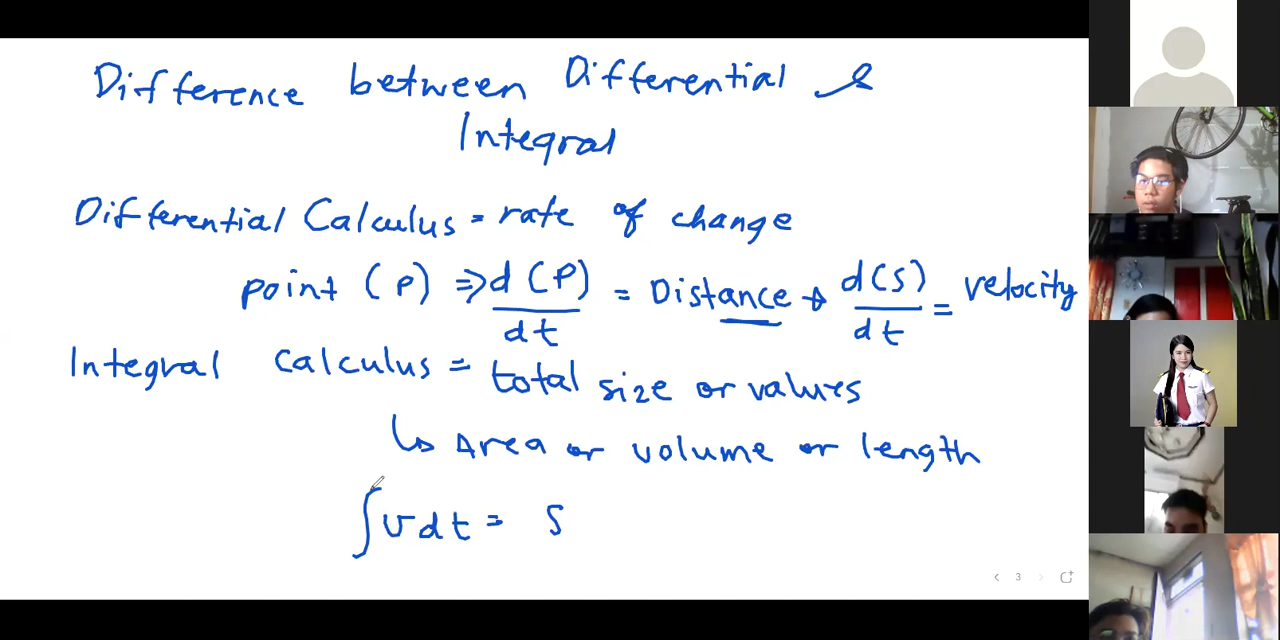 Difference between Differential &
Integral
Differential Calculus = rate of change
point (P) => d(P)/dt = Distance → d(S)/dt = velocity
Integral calculus = total size or values
↳ Area or volume or length
∫v dt = S
< 3 >